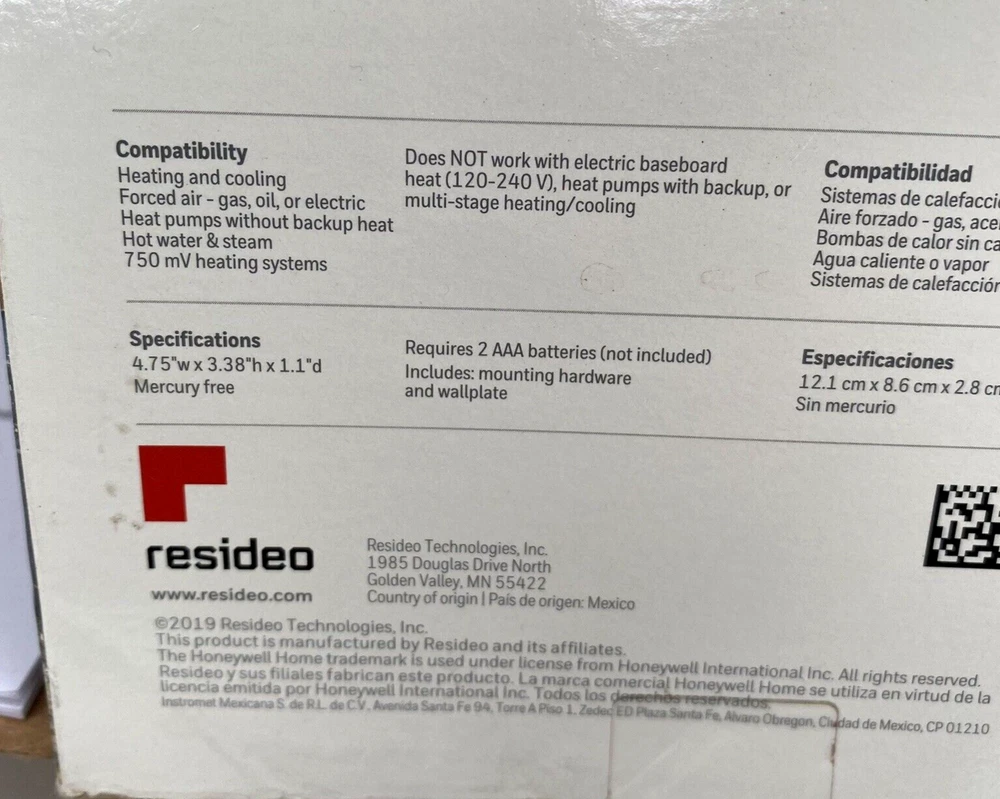 Compatibility
Heating and cooling
Forced air - gas, oil, or electric
Heat pumps without backup heat
Hot water & steam
750 mV heating systems
Does NOT work with electric baseboard
heat (120-240 V), heat pumps with backup, or
multi-stage heating/cooling
Compatibilidad
Sistemas de
Aire forzado - gas,
Bombas de calor sin
Agua caliente o vapor
Sistemas de
Specifications
4.75"w x 3.38"h x 1.1"d
Mercury free
Requires 2 AAA batteries (not included)
Includes: mounting hardware
and wallplate
Especificaciones
12.1 cm x 8.6 cm x 2.8
Sin mercurio
resideo
www.resideo.com
Resideo Technologies, Inc.
1985 Douglas Drive North
Golden Valley, MN 55422
Country of origin | País de origen: Mexico
©2019 Resideo Technologies, Inc.
This product is manufactured by Resideo and its affiliates.
The Honeywell Home trademark is used under license from Honeywell International Inc. All rights reserved.
Resideo y sus filiales fabrican este producto. La marca comercial Honeywell Home se utiliza en virtud de la
licencia emitida por Honeywell International Inc. Todos los derechos reservados.
Instromet Mexicana S. de R.L. de C.V., Avenida Santa Fe 94, Torre A Piso 1, Zedec ED Plaza Santa Fe, Alvaro Obregon, Ciudad de Mexico, CP 01210